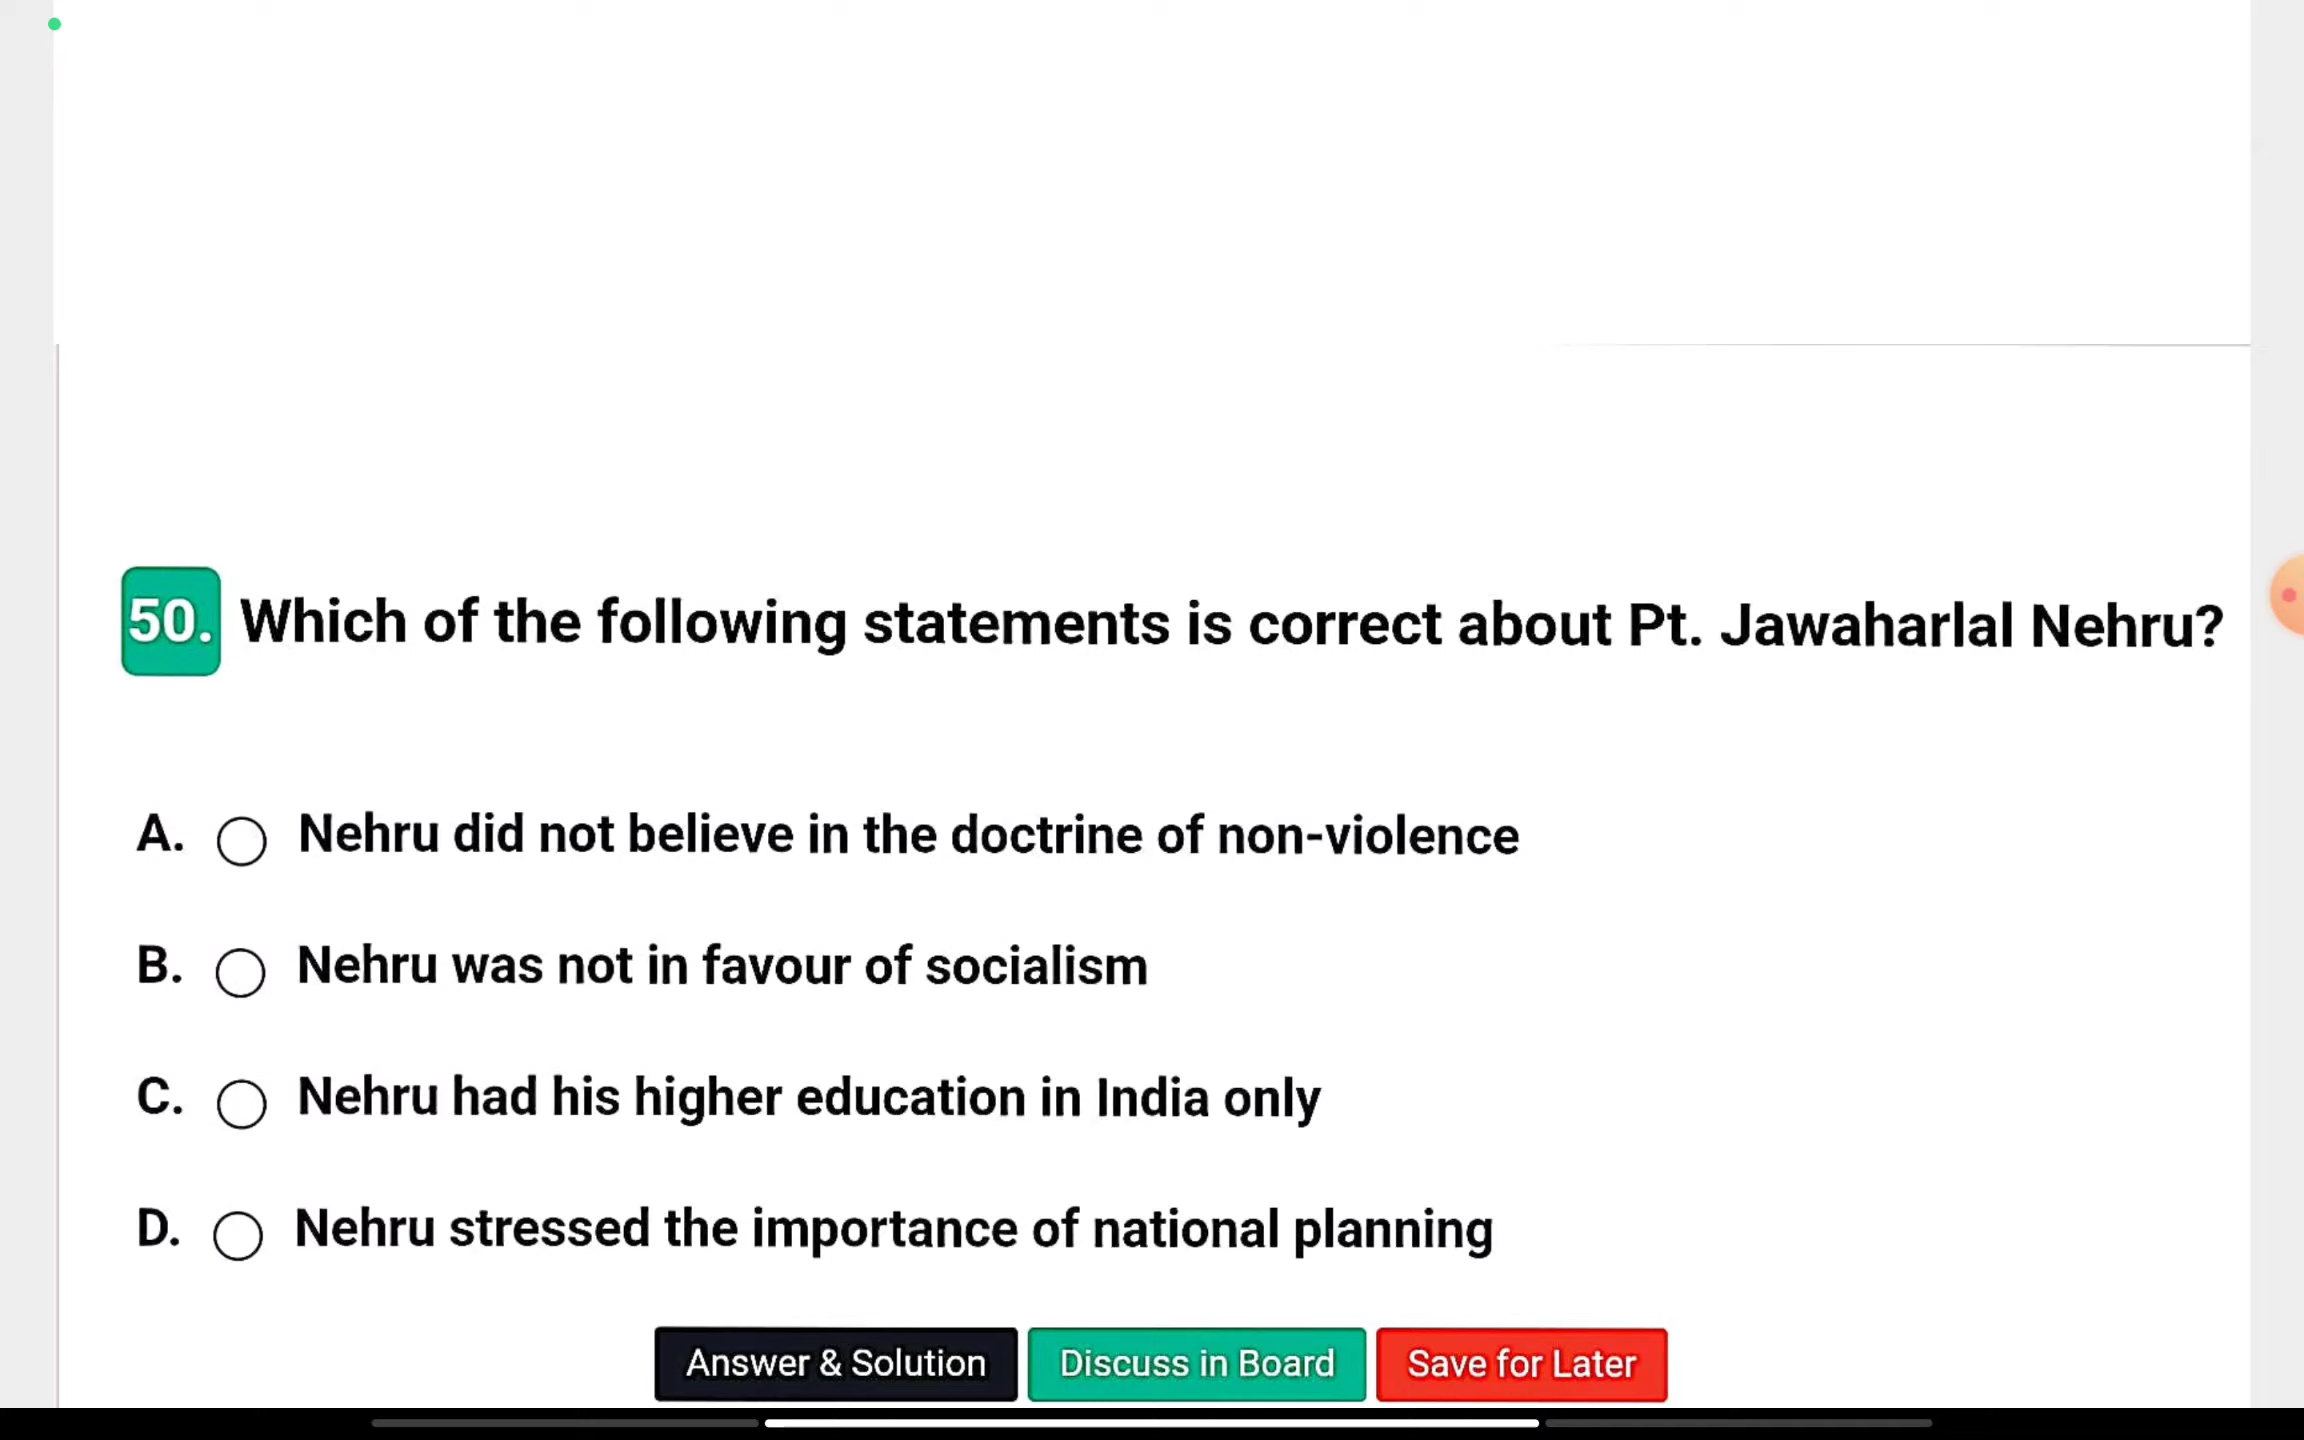 50. Which of the following statements is correct about Pt. Jawaharlal Nehru?
A. Nehru did not believe in the doctrine of non-violence
B. Nehru was not in favour of socialism
C. Nehru had his higher education in India only
D. Nehru stressed the importance of national planning
Answer & Solution Discuss in Board Save for Later